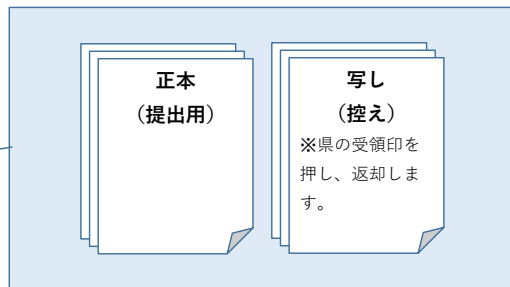 正本
（提出用）
写し
（控え）
※県の受領印を
押し、返却しま
す。